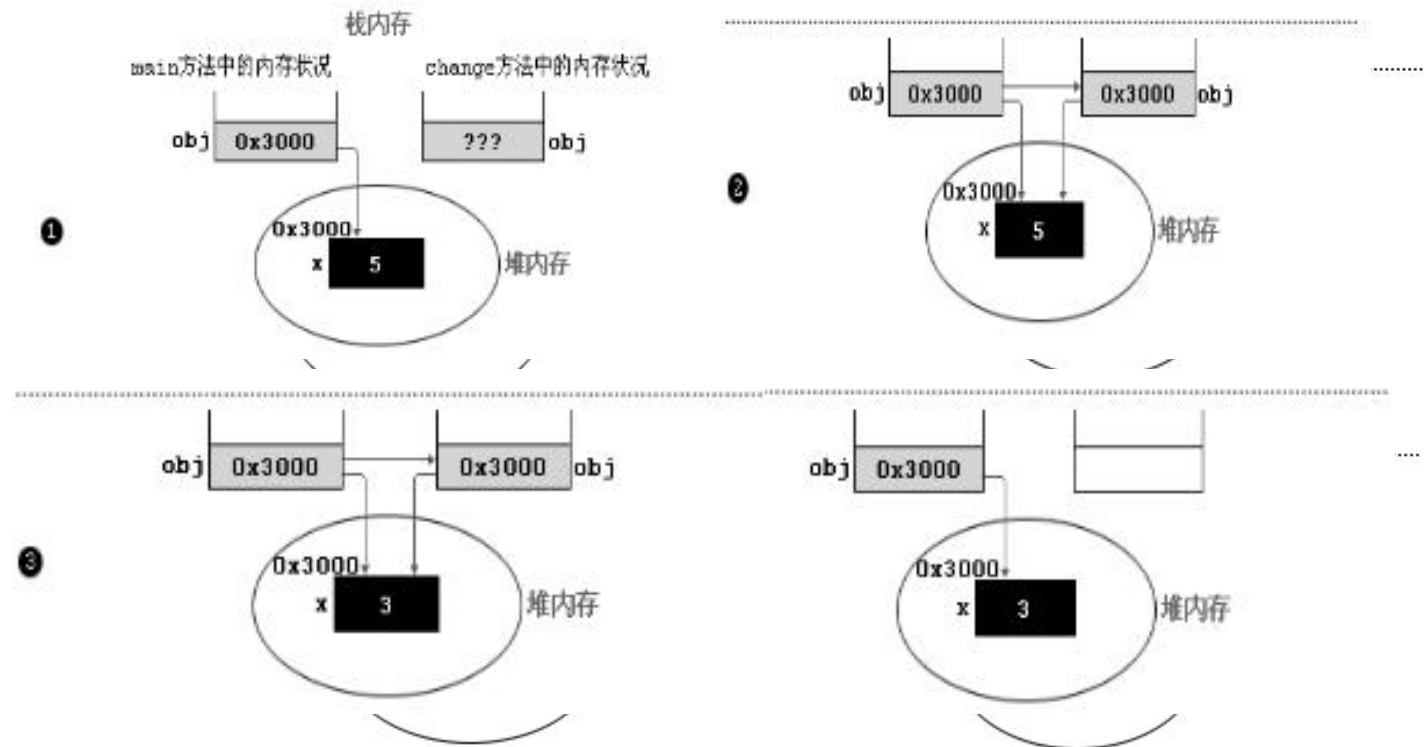 栈内存
main方法中的内存状况 change方法中的内存状况
obj 0x3000 ??? obj
❶
0x3000
x 5 堆内存
obj 0x3000 0x3000 obj
❷
0x3000
x 5 堆内存
obj 0x3000 0x3000 obj
❸
0x3000
x 3 堆内存
obj 0x3000
0x3000
x 3 堆内存